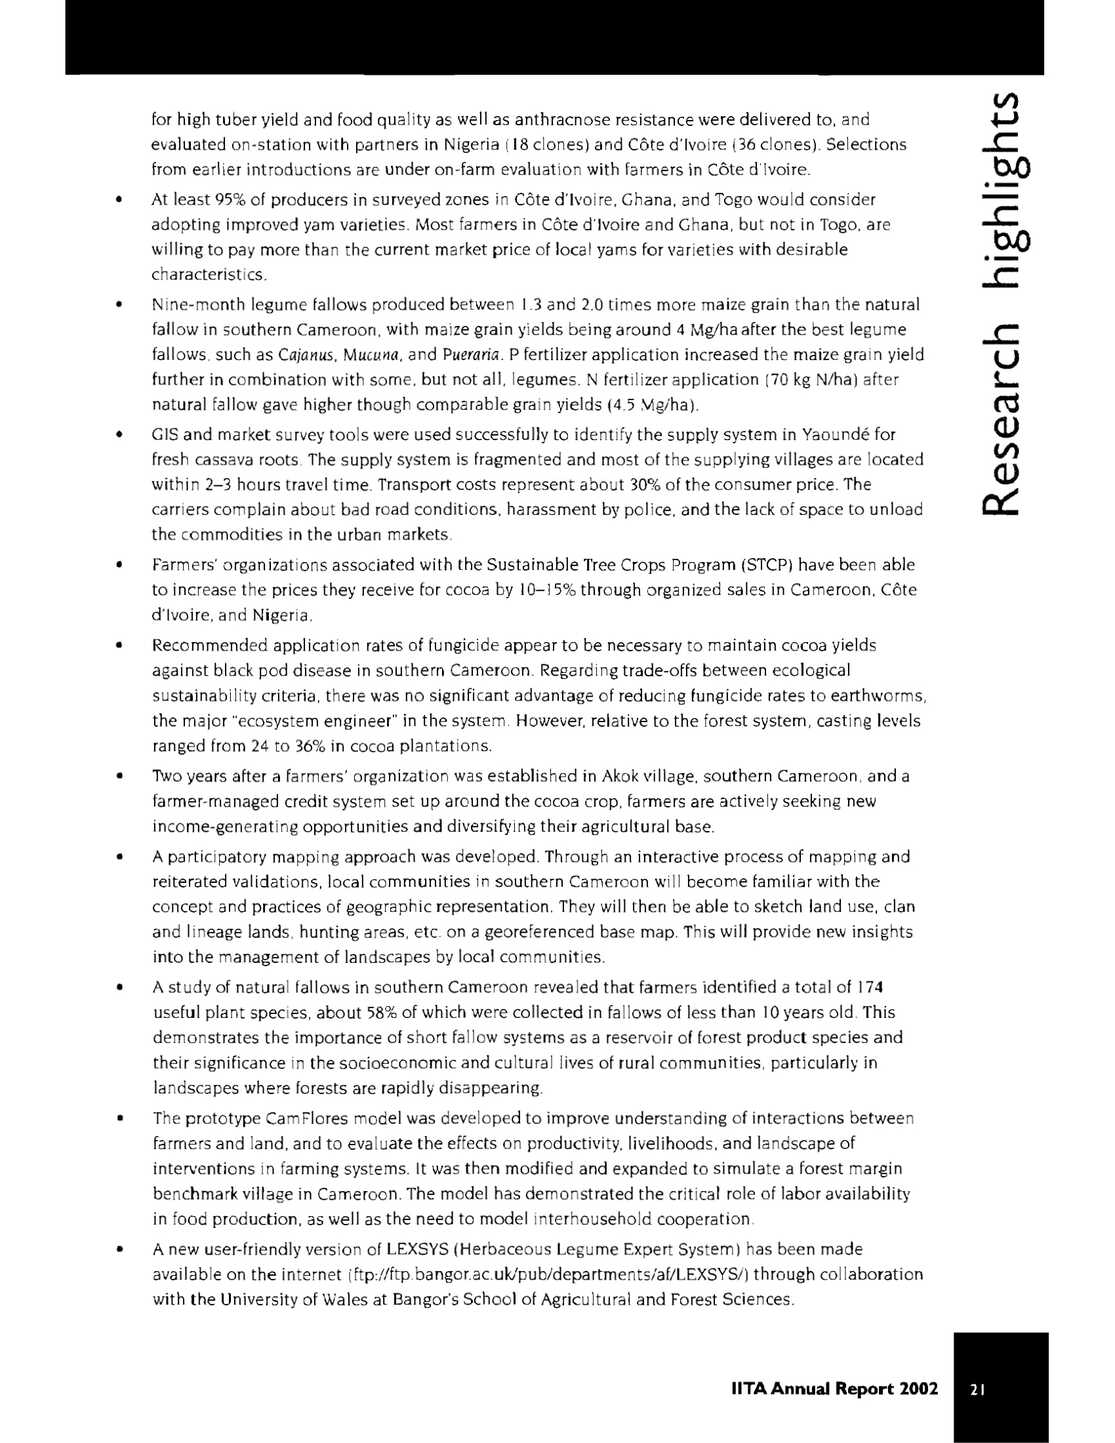 for high tuber yield and food quality as well as anthracnose resistance were delivered to, and
evaluated on-station with partners in Nigeria (18 clones) and Côte d'Ivoire (36 clones). Selections
from earlier introductions are under on-farm evaluation with farmers in Côte d'Ivoire.
• At least 95% of producers in surveyed zones in Côte d'Ivoire, Ghana, and Togo would consider
adopting improved yam varieties. Most farmers in Côte d'Ivoire and Ghana, but not in Togo, are
willing to pay more than the current market price of local yams for varieties with desirable
characteristics.
• Nine-month legume fallows produced between 1.3 and 2.0 times more maize grain than the natural
fallow in southern Cameroon, with maize grain yields being around 4 Mg/ha after the best legume
fallows, such as Cajanus, Mucuna, and Pueraria. P fertilizer application increased the maize grain yield
further in combination with some, but not all, legumes. N fertilizer application (70 kg N/ha) after
natural fallow gave higher though comparable grain yields (4.5 Mg/ha).
• GIS and market survey tools were used successfully to identify the supply system in Yaoundé for
fresh cassava roots. The supply system is fragmented and most of the supplying villages are located
within 2–3 hours travel time. Transport costs represent about 30% of the consumer price. The
carriers complain about bad road conditions, harassment by police, and the lack of space to unload
the commodities in the urban markets.
• Farmers' organizations associated with the Sustainable Tree Crops Program (STCP) have been able
to increase the prices they receive for cocoa by 10–15% through organized sales in Cameroon, Côte
d'Ivoire, and Nigeria.
• Recommended application rates of fungicide appear to be necessary to maintain cocoa yields
against black pod disease in southern Cameroon. Regarding trade-offs between ecological
sustainability criteria, there was no significant advantage of reducing fungicide rates to earthworms,
the major "ecosystem engineer" in the system. However, relative to the forest system, casting levels
ranged from 24 to 36% in cocoa plantations.
• Two years after a farmers' organization was established in Akok village, southern Cameroon, and a
farmer-managed credit system set up around the cocoa crop, farmers are actively seeking new
income-generating opportunities and diversifying their agricultural base.
• A participatory mapping approach was developed. Through an interactive process of mapping and
reiterated validations, local communities in southern Cameroon will become familiar with the
concept and practices of geographic representation. They will then be able to sketch land use, clan
and lineage lands, hunting areas, etc. on a georeferenced base map. This will provide new insights
into the management of landscapes by local communities.
• A study of natural fallows in southern Cameroon revealed that farmers identified a total of 174
useful plant species, about 58% of which were collected in fallows of less than 10 years old. This
demonstrates the importance of short fallow systems as a reservoir of forest product species and
their significance in the socioeconomic and cultural lives of rural communities, particularly in
landscapes where forests are rapidly disappearing.
• The prototype CamFlores model was developed to improve understanding of interactions between
farmers and land, and to evaluate the effects on productivity, livelihoods, and landscape of
interventions in farming systems. It was then modified and expanded to simulate a forest margin
benchmark village in Cameroon. The model has demonstrated the critical role of labor availability
in food production, as well as the need to model interhousehold cooperation.
• A new user-friendly version of LEXSYS (Herbaceous Legume Expert System) has been made
available on the internet (ftp://ftp.bangor.ac.uk/pub/departments/af/LEXSYS/) through collaboration
with the University of Wales at Bangor's School of Agricultural and Forest Sciences.
Research highlights
IITA Annual Report 2002 21